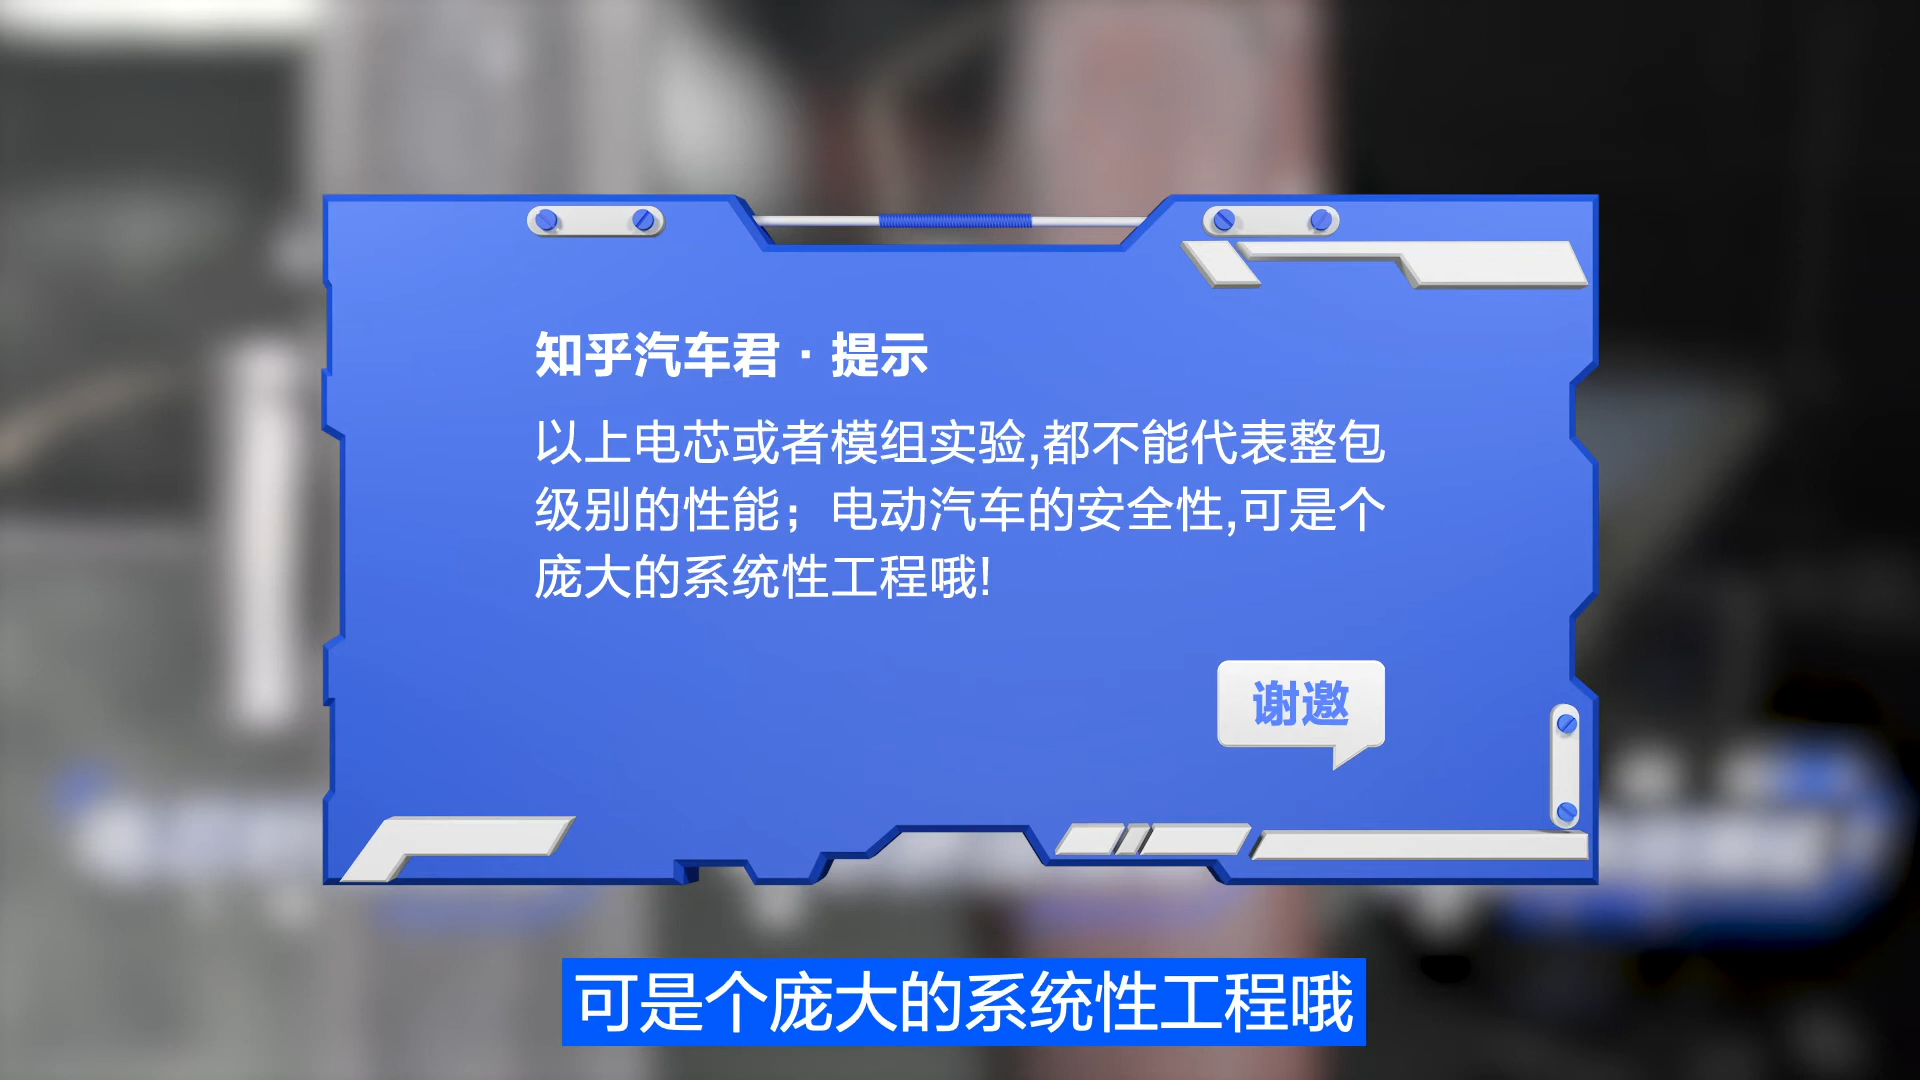 知乎汽车君·提示
以上电芯或者模组实验,都不能代表整包
级别的性能；电动汽车的安全性,可是个
庞大的系统性工程哦!
谢邀
可是个庞大的系统性工程哦